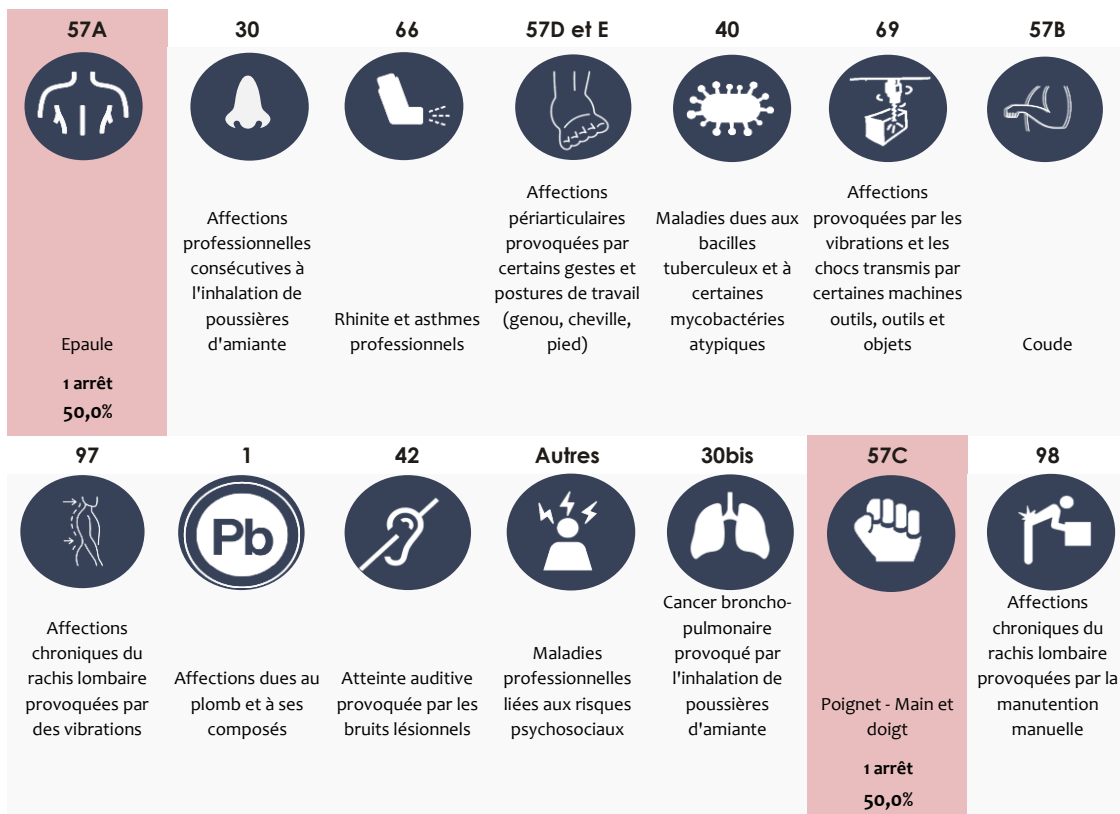 57A
Epaule
1 arrêt
50,0%
30
Affections
professionnelles
consécutives à
l'inhalation de
poussières
d'amiante
66
Rhinite et asthmes
professionnels
57D et E
Affections
périarticulaires
provoquées par
certains gestes et
postures de travail
(genou, cheville,
pied)
40
Maladies dues aux
bacilles
tuberculeux et à
certaines
mycobactéries
atypiques
69
Affections
provoquées par les
vibrations et les
chocs transmis par
certaines machines
outils, outils et
objets
57B
Coude
97
Affections
chroniques du
rachis lombaire
provoquées par
des vibrations
1
Pb
Affections dues au
plomb et à ses
composés
42
Atteinte auditive
provoquée par les
bruits lésionnels
Autres
Maladies
professionnelles
liées aux risques
psychosociaux
30bis
Cancer broncho-
pulmonaire
provoqué par
l'inhalation de
poussières
d'amiante
57C
Poignet - Main et
doigt
1 arrêt
50,0%
98
Affections
chroniques du
rachis lombaire
provoquées par la
manutention
manuelle